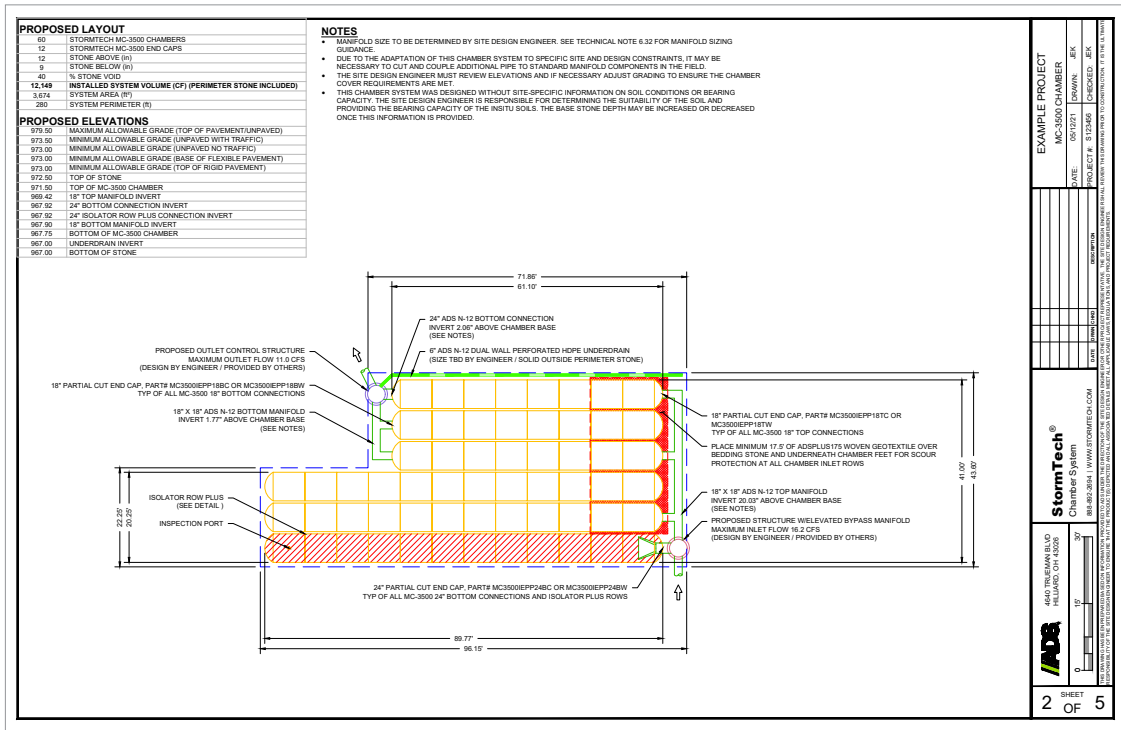 PROPOSED LAYOUT
60 STORMTECH MC-3500 CHAMBERS
12 STORMTECH MC-3500 END CAPS
12 STONE ABOVE (in)
9 STONE BELOW (in)
40 % STONE VOID
12,149 INSTALLED SYSTEM VOLUME (CF) (PERIMETER STONE INCLUDED)
3,674 SYSTEM AREA (ft²)
280 SYSTEM PERIMETER (ft)
PROPOSED ELEVATIONS
979.50 MAXIMUM ALLOWABLE GRADE (TOP OF PAVEMENT/UNPAVED)
973.50 MINIMUM ALLOWABLE GRADE (UNPAVED WITH TRAFFIC)
973.00 MINIMUM ALLOWABLE GRADE (UNPAVED NO TRAFFIC)
973.00 MINIMUM ALLOWABLE GRADE (BASE OF FLEXIBLE PAVEMENT)
973.00 MINIMUM ALLOWABLE GRADE (TOP OF RIGID PAVEMENT)
972.50 TOP OF STONE
971.50 TOP OF MC-3500 CHAMBER
969.42 18" TOP MANIFOLD INVERT
967.92 24" BOTTOM CONNECTION INVERT
967.92 24" ISOLATOR ROW PLUS CONNECTION INVERT
967.90 18" BOTTOM MANIFOLD INVERT
967.75 BOTTOM OF MC-3500 CHAMBER
967.00 UNDERDRAIN INVERT
967.00 BOTTOM OF STONE
NOTES
• MANIFOLD SIZE TO BE DETERMINED BY SITE DESIGN ENGINEER. SEE TECHNICAL NOTE 6.32 FOR MANIFOLD SIZING
GUIDANCE.
• DUE TO THE ADAPTATION OF THIS CHAMBER SYSTEM TO SPECIFIC SITE AND DESIGN CONSTRAINTS, IT MAY BE
NECESSARY TO CUT AND COUPLE ADDITIONAL PIPE TO STANDARD MANIFOLD COMPONENTS IN THE FIELD.
• THE SITE DESIGN ENGINEER MUST REVIEW ELEVATIONS AND IF NECESSARY ADJUST GRADING TO ENSURE THE CHAMBER
COVER REQUIREMENTS ARE MET.
• THIS CHAMBER SYSTEM WAS DESIGNED WITHOUT SITE-SPECIFIC INFORMATION ON SOIL CONDITIONS OR BEARING
CAPACITY. THE SITE DESIGN ENGINEER IS RESPONSIBLE FOR DETERMINING THE SUITABILITY OF THE SOIL AND
PROVIDING THE BEARING CAPACITY OF THE INSITU SOILS. THE BASE STONE DEPTH MAY BE INCREASED OR DECREASED
ONCE THIS INFORMATION IS PROVIDED.
71.86'
61.10'
24" ADS N-12 BOTTOM CONNECTION
INVERT 2.06" ABOVE CHAMBER BASE
(SEE NOTES)
6" ADS N-12 DUAL WALL PERFORATED HDPE UNDERDRAIN
(SIZE TBD BY ENGINEER / SOLID OUTSIDE PERIMETER STONE)
PROPOSED OUTLET CONTROL STRUCTURE
MAXIMUM OUTLET FLOW 11.0 CFS
(DESIGN BY ENGINEER / PROVIDED BY OTHERS)
18" PARTIAL CUT END CAP, PART# MC3500IEPP18BC OR MC3500IEPP18BW
TYP OF ALL MC-3500 18" BOTTOM CONNECTIONS
18" X 18" ADS N-12 BOTTOM MANIFOLD
INVERT 1.77" ABOVE CHAMBER BASE
(SEE NOTES)
ISOLATOR ROW PLUS
(SEE DETAIL )
INSPECTION PORT
22.25'
20.25'
18" PARTIAL CUT END CAP, PART# MC3500IEPP18TC OR
MC3500IEPP18TW
TYP OF ALL MC-3500 18" TOP CONNECTIONS
PLACE MINIMUM 17.5' OF ADSPLUS175 WOVEN GEOTEXTILE OVER
BEDDING STONE AND UNDERNEATH CHAMBER FEET FOR SCOUR
PROTECTION AT ALL CHAMBER INLET ROWS
18" X 18" ADS N-12 TOP MANIFOLD
INVERT 20.03" ABOVE CHAMBER BASE
(SEE NOTES)
PROPOSED STRUCTURE W/ELEVATED BYPASS MANIFOLD
MAXIMUM INLET FLOW 16.2 CFS
(DESIGN BY ENGINEER / PROVIDED BY OTHERS)
41.00'
43.60'
24" PARTIAL CUT END CAP, PART# MC3500IEPP24BC OR MC3500IEPP24BW
TYP OF ALL MC-3500 24" BOTTOM CONNECTIONS AND ISOLATOR PLUS ROWS
89.77'
96.15'
EXAMPLE PROJECT
MC-3500 CHAMBER
DATE: 05/12/21 DRAWN: JEK
PROJECT #: S123456 CHECKED: JEK
DATE DRWN CHKD DESCRIPTION
StormTech®
Chamber System
888-892-2694 | WWW.STORMTECH.COM
4640 TRUEMAN BLVD
HILLIARD, OH 43026
ADS
0 15' 30'
SHEET
2 OF 5